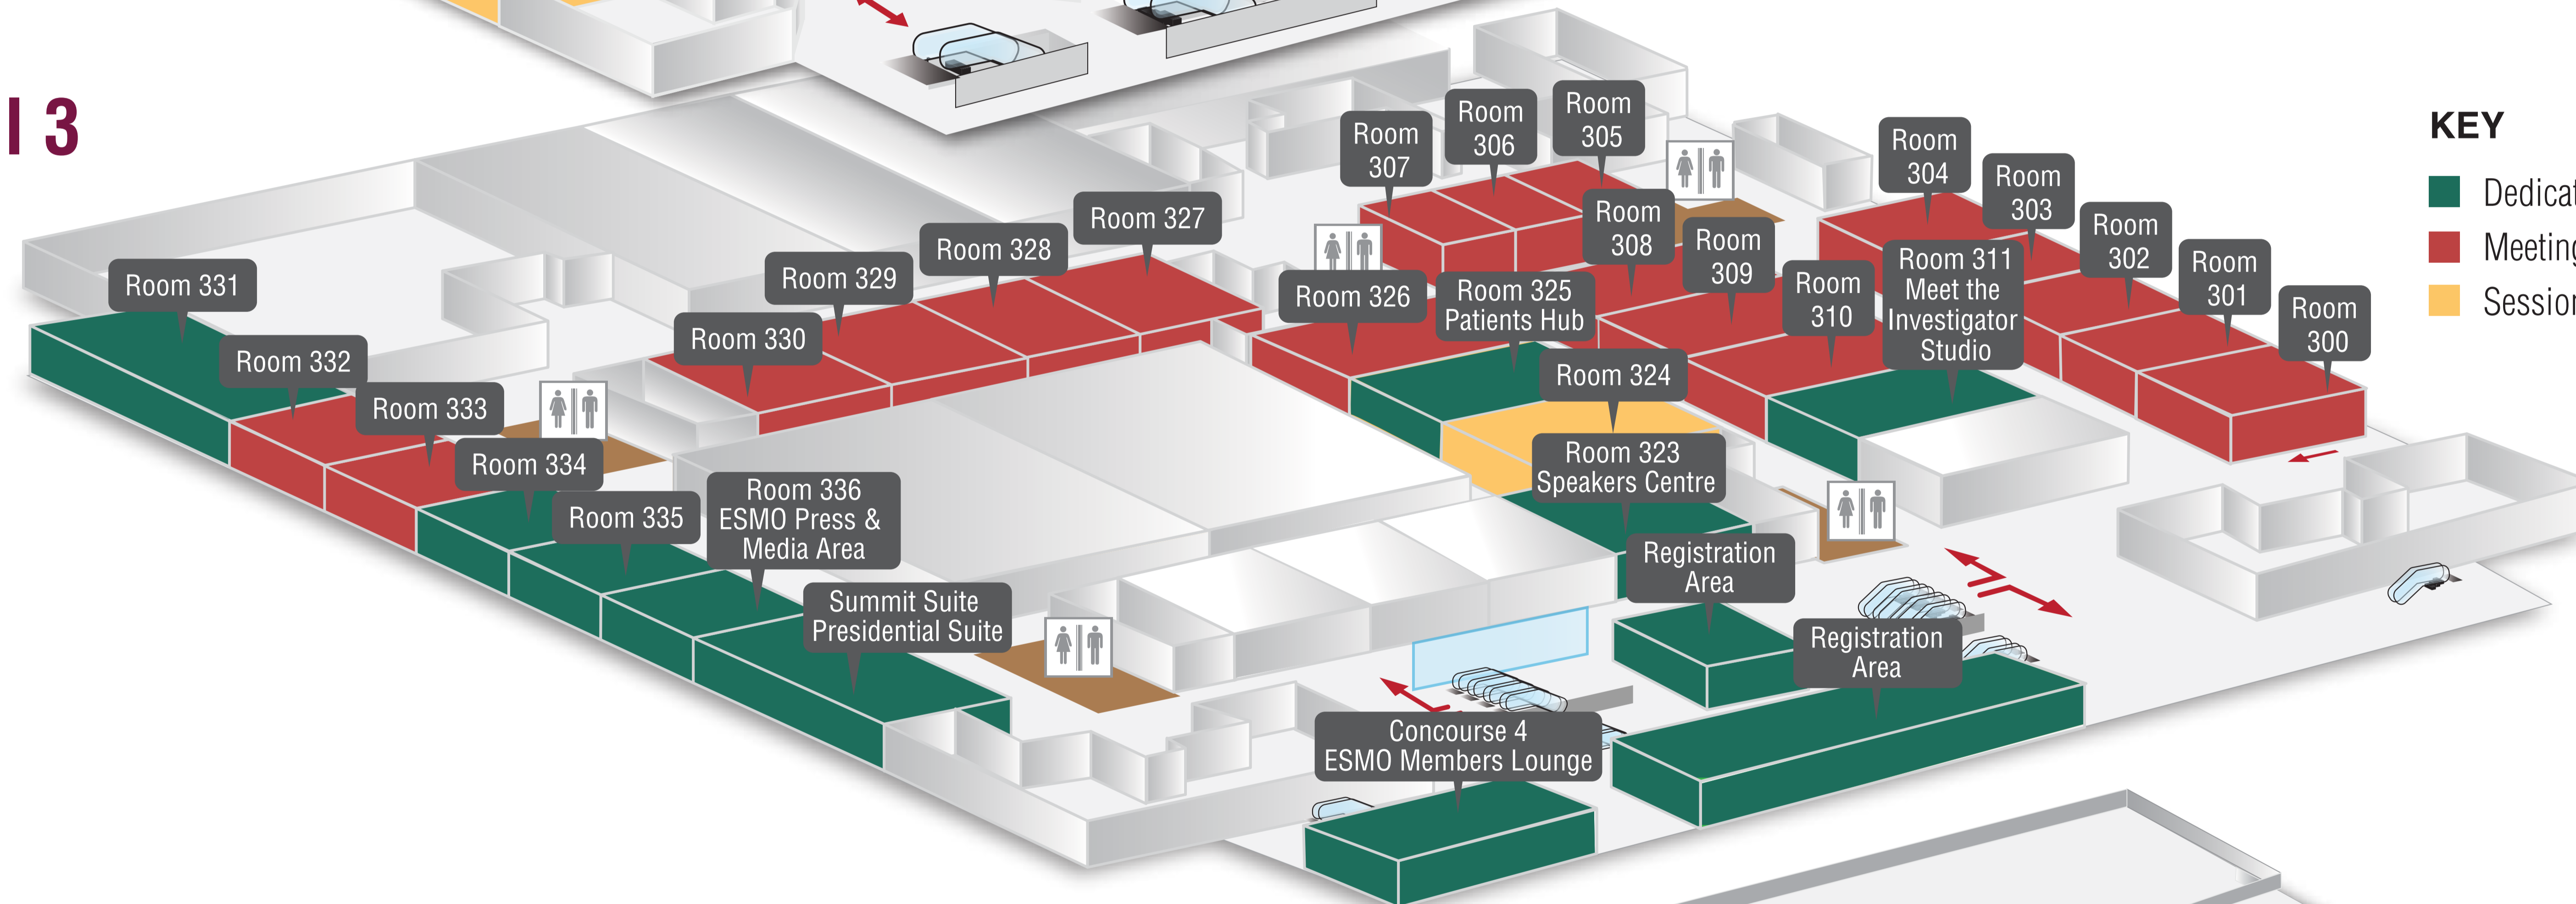 l 3
Room
307
Room
306
Room
305
Room
304
Room
303
Room
302
Room
301
Room
300
Room
308
Room
309
Room
310
Room 311
Meet the
Investigator
Studio
Room 331
Room 332
Room 333
Room 334
Room 335
Room 336
ESMO Press &
Media Area
Summit Suite
Presidential Suite
Room 330
Room 329
Room 328
Room 327
Room 326
Room 325
Patients Hub
Room 324
Room 323
Speakers Centre
Registration
Area
Registration
Area
Concourse 4
ESMO Members Lounge
KEY
Dedicat
Meeting
Session